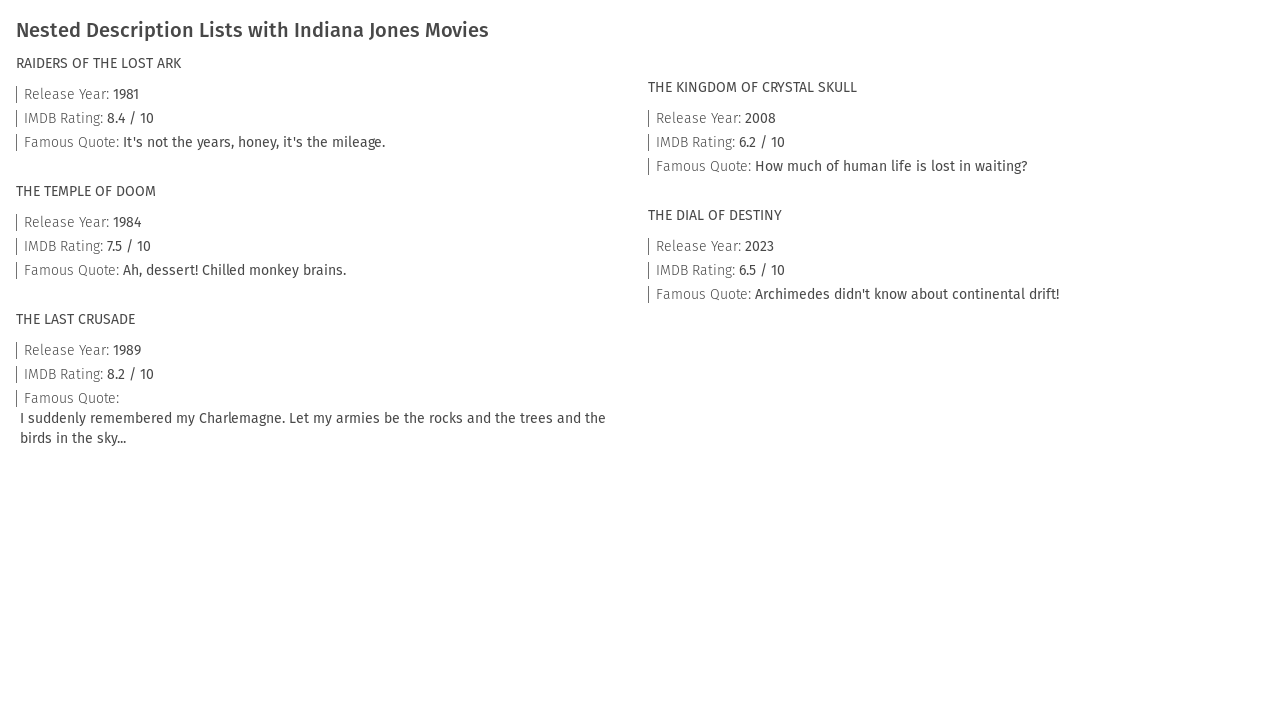 Nested Description Lists with Indiana Jones Movies
RAIDERS OF THE LOST ARK
Release Year: 1981
IMDB Rating: 8.4 / 10
Famous Quote: It's not the years, honey, it's the mileage.
THE TEMPLE OF DOOM
Release Year: 1984
IMDB Rating: 7.5 / 10
Famous Quote: Ah, dessert! Chilled monkey brains.
THE LAST CRUSADE
Release Year: 1989
IMDB Rating: 8.2 / 10
Famous Quote:
I suddenly remembered my Charlemagne. Let my armies be the rocks and the trees and the
birds in the sky...
THE KINGDOM OF CRYSTAL SKULL
Release Year: 2008
IMDB Rating: 6.2 / 10
Famous Quote: How much of human life is lost in waiting?
THE DIAL OF DESTINY
Release Year: 2023
IMDB Rating: 6.5 / 10
Famous Quote: Archimedes didn't know about continental drift!